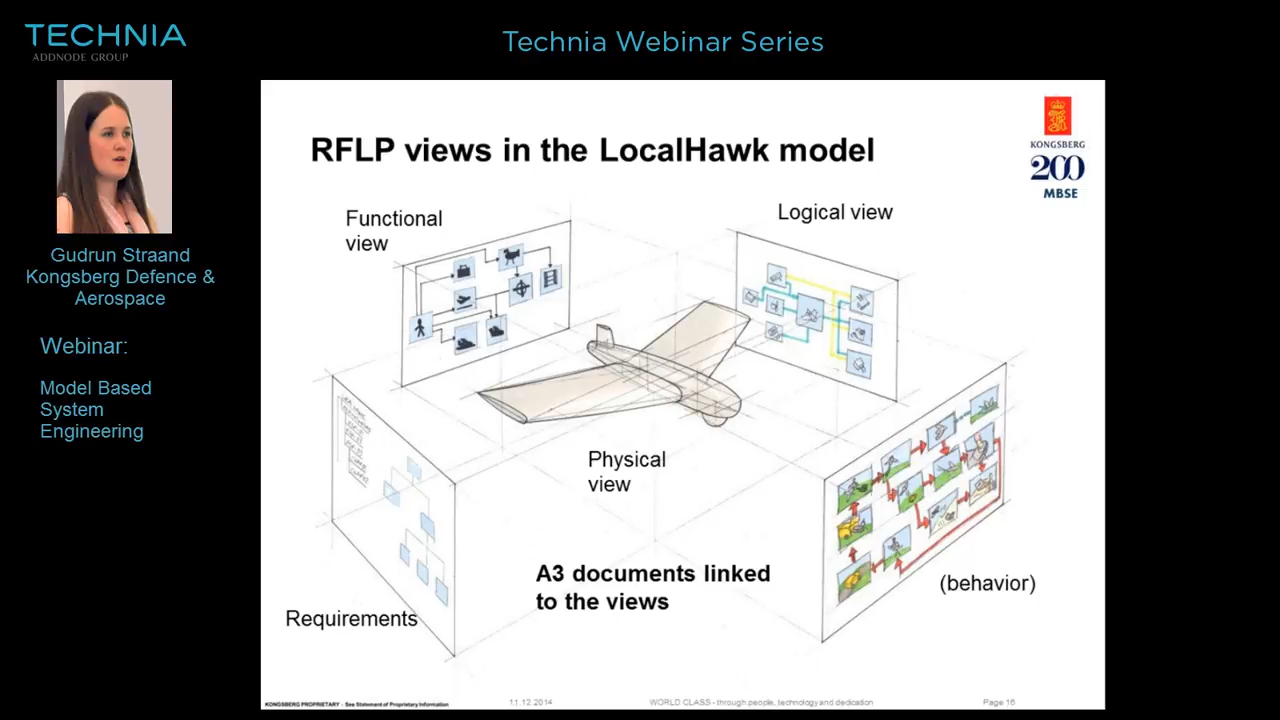 TECHNIA
ADDNODE GROUP
Technia Webinar Series
Gudrun Straand
Kongsberg Defence &
Aerospace
Webinar:
Model Based
System
Engineering
RFLP views in the LocalHawk model
KONGSBERG
200
MBSE
Functional
view
Logical view
Physical
view
A3 documents linked
to the views
(behavior)
Requirements
KONGSBERG PROPRIETARY - See Statement of Proprietary Information
11.12.2014
WORLD CLASS - through people, technology and dedication
Page 16